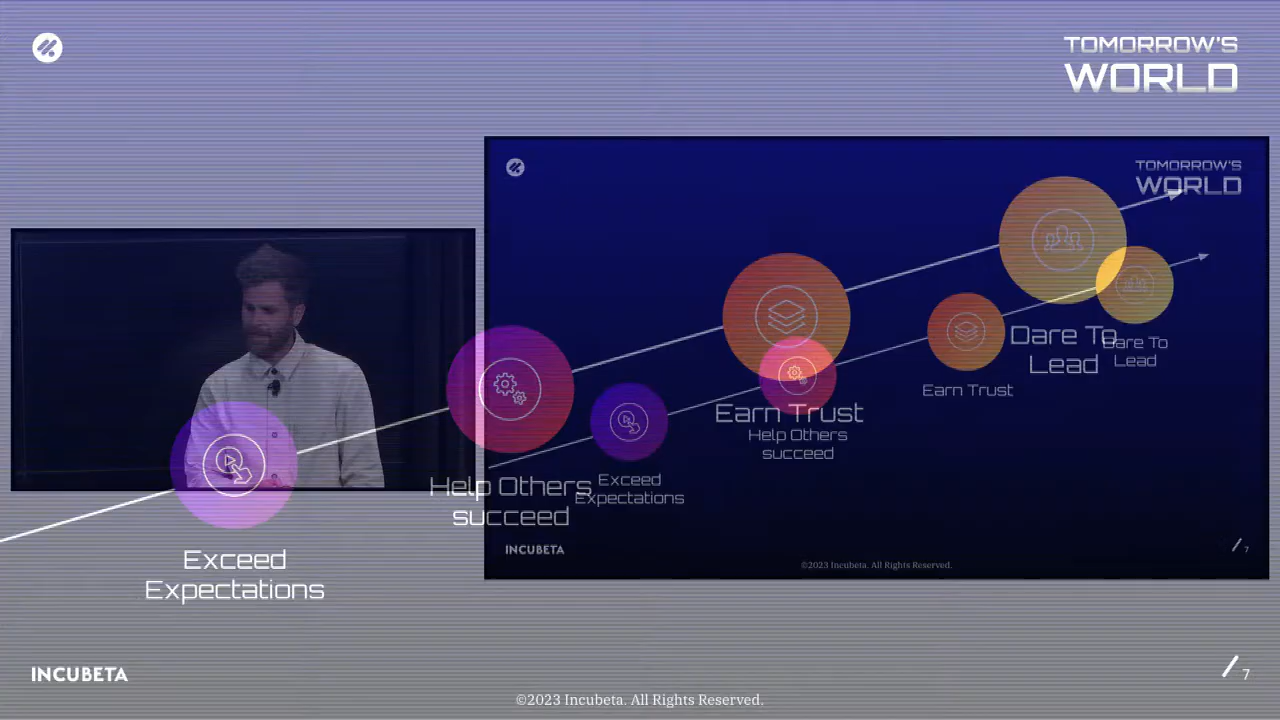 TOMORROW'S
WORLD
TOMORROW'S
WORLD
Dare To
Lead
Dare To
Lead
Earn Trust
Earn Trust
Help Others
succeed
Help Others
succeed
Exceed
Expectations
INCUBETA
©2023 Incubeta. All Rights Reserved.
7
Exceed
Expectations
INCUBETA
©2023 Incubeta. All Rights Reserved.
7